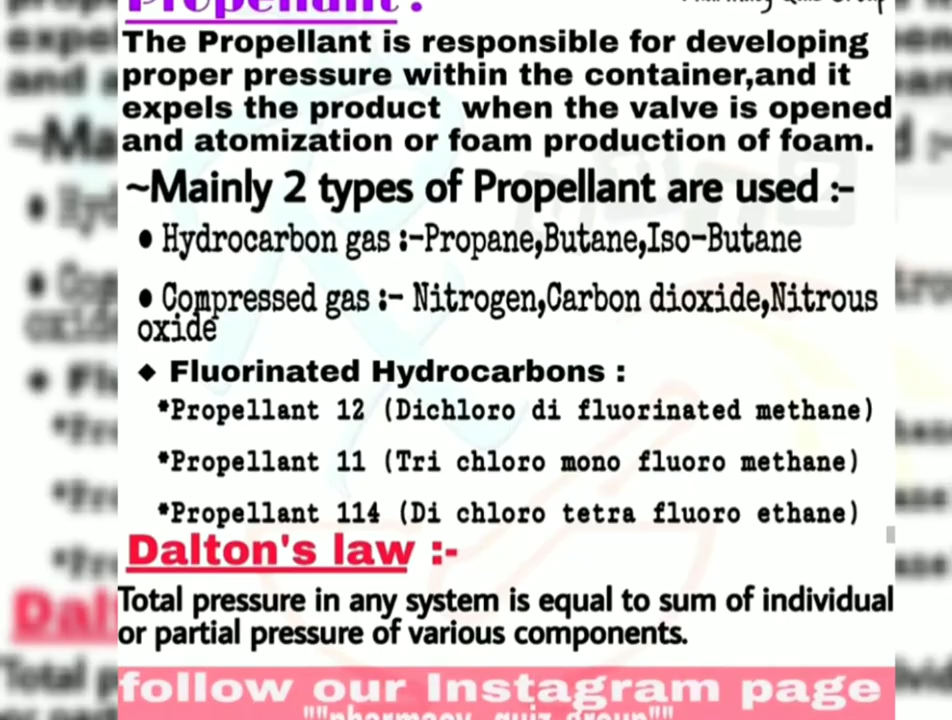 Propellant :
The Propellant is responsible for developing
proper pressure within the container,and it
expels the product when the valve is opened
and atomization or foam production of foam.
~Mainly 2 types of Propellant are used :-
● Hydrocarbon gas :-Propane,Butane,Iso-Butane
● Compressed gas :- Nitrogen,Carbon dioxide,Nitrous
oxide
◆ Fluorinated Hydrocarbons :
*Propellant 12 (Dichloro di fluorinated methane)
*Propellant 11 (Tri chloro mono fluoro methane)
*Propellant 114 (Di chloro tetra fluoro ethane)
Dalton's law :-
Total pressure in any system is equal to sum of individual
or partial pressure of various components.
follow our Instagram page
""pharmacy_quiz_group""